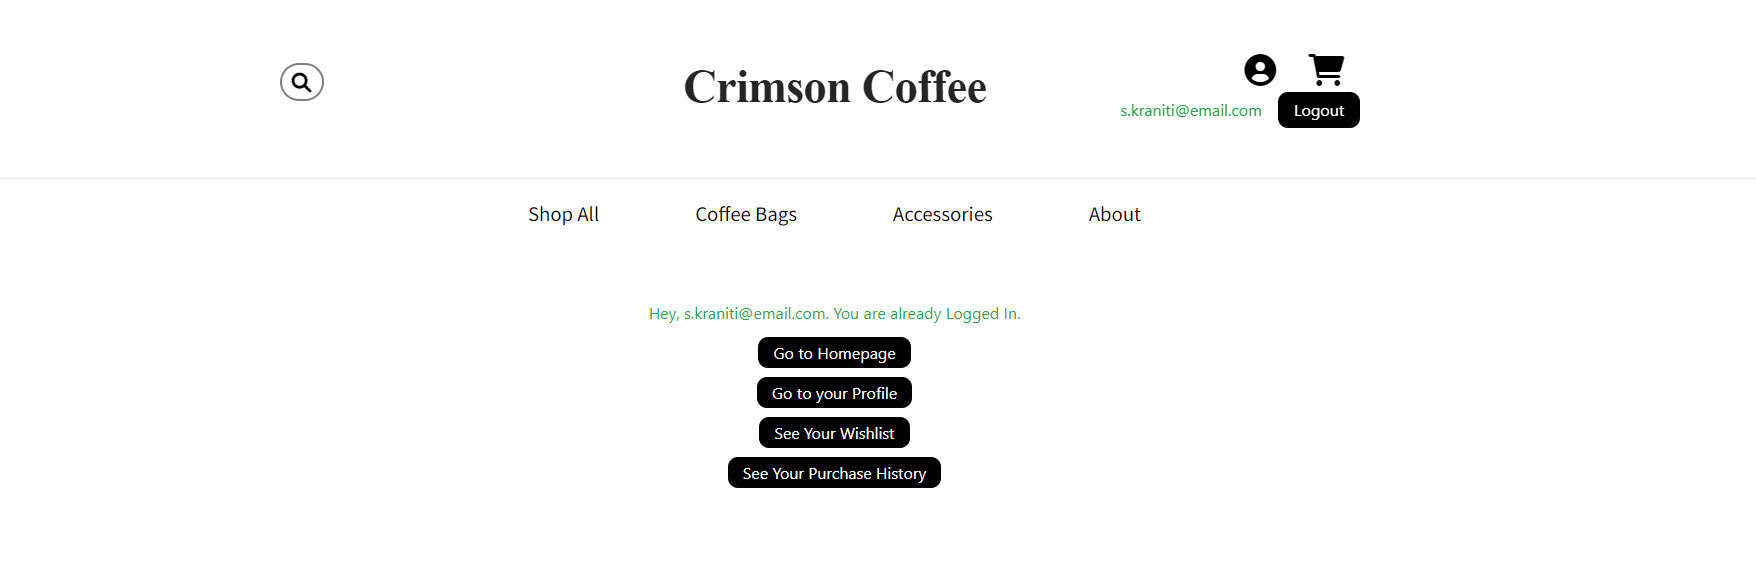 Crimson Coffee
s.kraniti@email.com Logout
Shop All Coffee Bags Accessories About
Hey, s.kraniti@email.com. You are already Logged In.
Go to Homepage
Go to your Profile
See Your Wishlist
See Your Purchase History